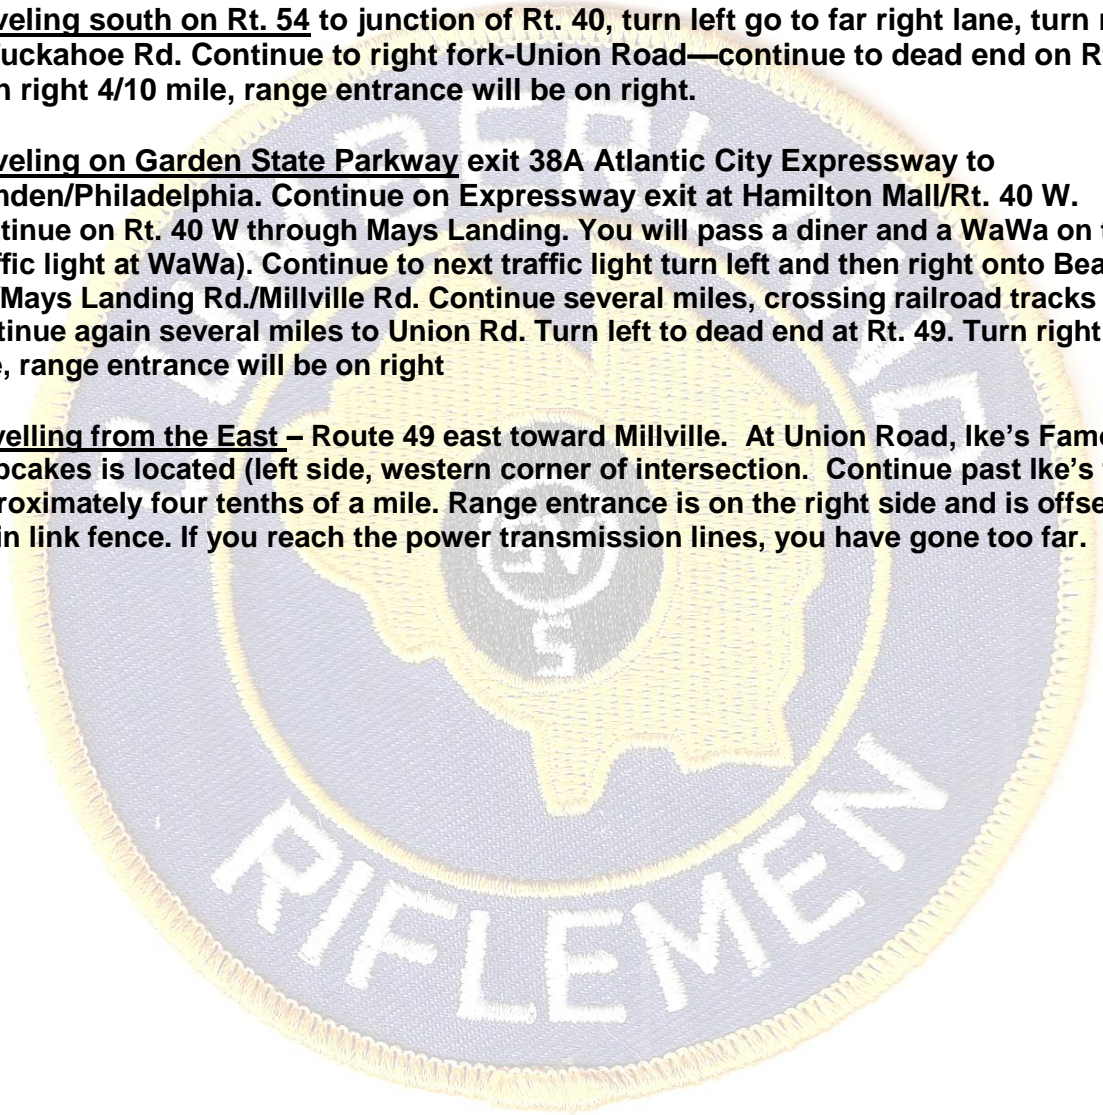 veling south on Rt. 54 to junction of Rt. 40, turn left go to far right lane, turn
uckahoe Rd. Continue to right fork-Union Road—continue to dead end on
right 4/10 mile, range entrance will be on right.
veling on Garden State Parkway exit 38A Atlantic City Expressway to
nden/Philadelphia. Continue on Expressway exit at Hamilton Mall/Rt. 40 W.
tinue on Rt. 40 W through Mays Landing. You will pass a diner and a WaWa on
ffic light at WaWa). Continue to next traffic light turn left and then right onto Bea
/Mays Landing Rd./Millville Rd. Continue several miles, crossing railroad tracks
tinue again several miles to Union Rd. Turn left to dead end at Rt. 49. Turn right
e, range entrance will be on right
velling from the East – Route 49 east toward Millville. At Union Road, Ike's Fame
pcakes is located (left side, western corner of intersection. Continue past Ike's
roximately four tenths of a mile. Range entrance is on the right side and is offse
in link fence. If you reach the power transmission lines, you have gone too far.
CUMBERLAND
SVS
RIFLEMEN